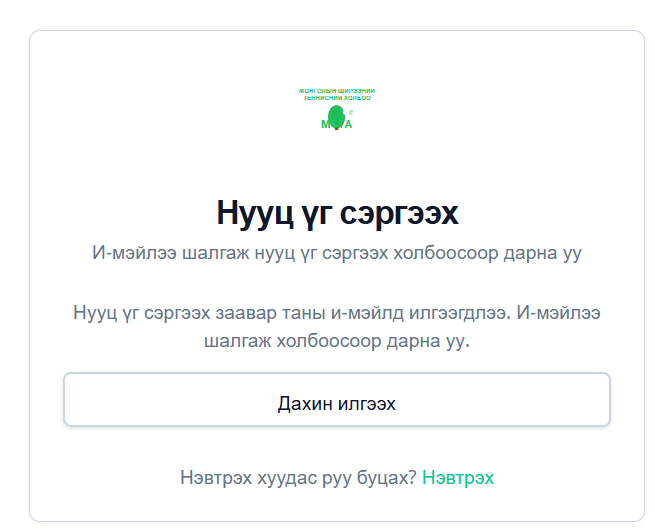 МОНГОЛЫН ШИРЭЭНИЙ
ТЕННИСНИЙ ХОЛБОО
Нууц үг сэргээх
И-мэйлээ шалгаж нууц үг сэргээх холбоосоор дарна уу
Нууц үг сэргээх заавар таны и-мэйлд илгээгдлээ. И-мэйлээ
шалгаж холбоосоор дарна уу.
Дахин илгээх
Нэвтрэх хуудас руу буцах? Нэвтрэх